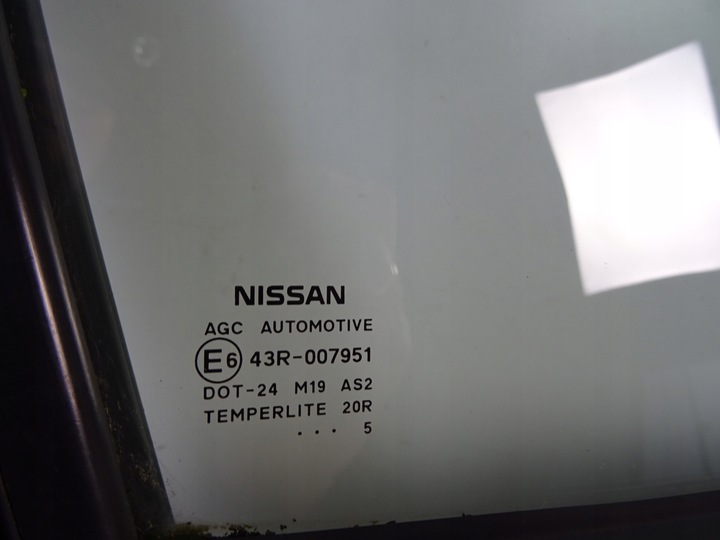 NISSAN
AGC AUTOMOTIVE
E6 43R-007951
DOT-24 M19 AS2
TEMPERLITE 20R
... 5